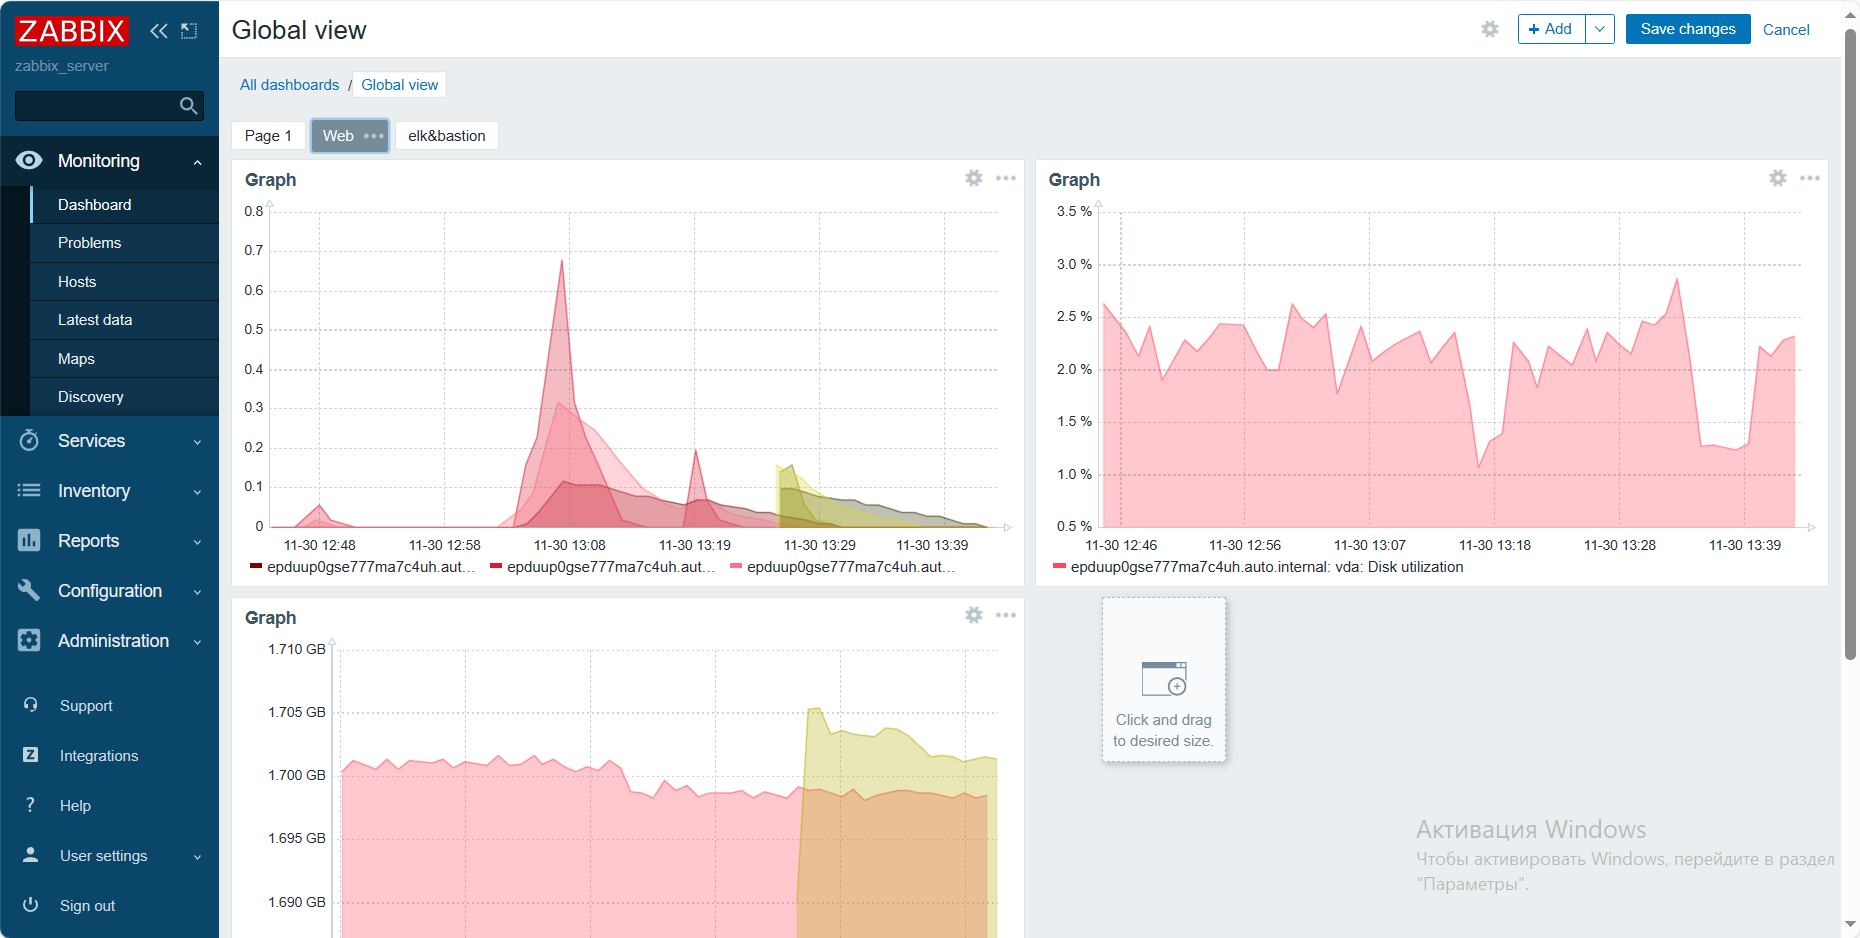 ZABBIX
zabbix_server
Monitoring
Dashboard
Problems
Hosts
Latest data
Maps
Discovery
Services
Inventory
Reports
Configuration
Administration
Support
Integrations
Help
User settings
Sign out
Global view
+ Add
Save changes
Cancel
All dashboards / Global view
Page 1
Web
elk&bastion
Graph
0.8
0.7
0.6
0.5
0.4
0.3
0.2
0.1
0
11-30 12:48 11-30 12:58 11-30 13:08 11-30 13:19 11-30 13:29 11-30 13:39
epduup0gse777ma7c4uh.aut... epduup0gse777ma7c4uh.aut... epduup0gse777ma7c4uh.aut...
Graph
3.5 %
3.0 %
2.5 %
2.0 %
1.5 %
1.0 %
0.5 %
11-30 12:46 11-30 12:56 11-30 13:07 11-30 13:18 11-30 13:28 11-30 13:39
epduup0gse777ma7c4uh.auto.internal: vda: Disk utilization
Graph
1.710 GB
1.705 GB
1.700 GB
1.695 GB
1.690 GB
Click and drag
to desired size.
Активация Windows
Чтобы активировать Windows, перейдите в раздел
"Параметры".